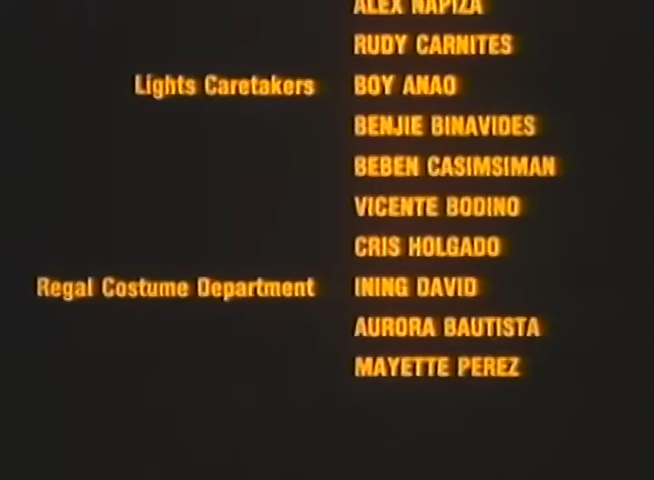 ALEX NAPIZA
RUDY CARNITES
Lights Caretakers BOY ANAO
BENJIE BINAVIDES
BEBEN CASIMSIMAN
VICENTE BODINO
CRIS HOLGADO
Regal Costume Department INING DAVID
AURORA BAUTISTA
MAYETTE PEREZ